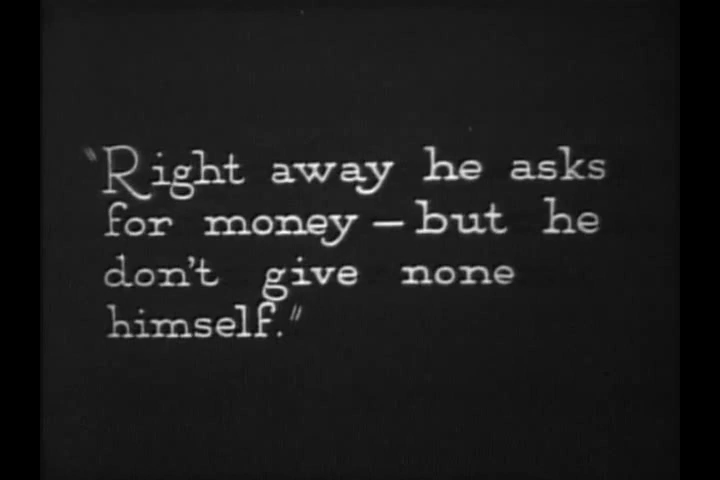 "Right away he asks
for money — but he
don't give none
himself."